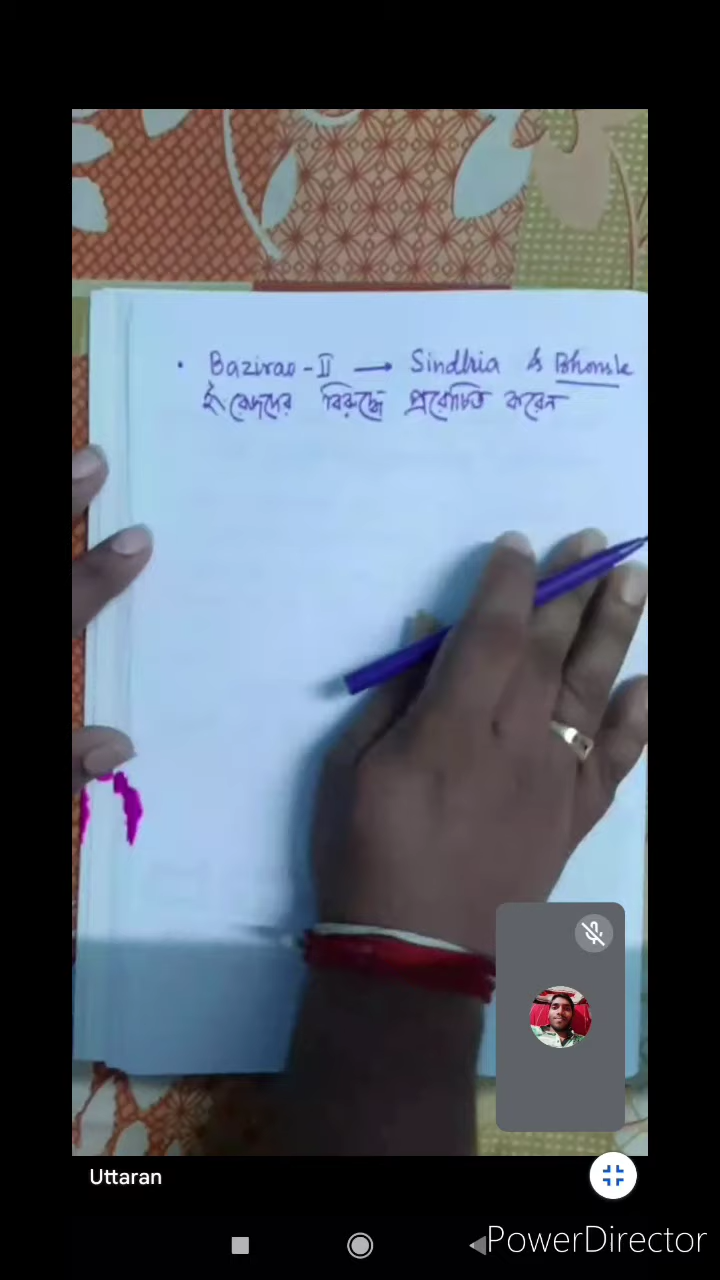 • Bazirao - II → Sindhia & Bhonsle
ইংরেজদের বিরুদ্ধে প্ররোচিত করেন
Uttaran
PowerDirector